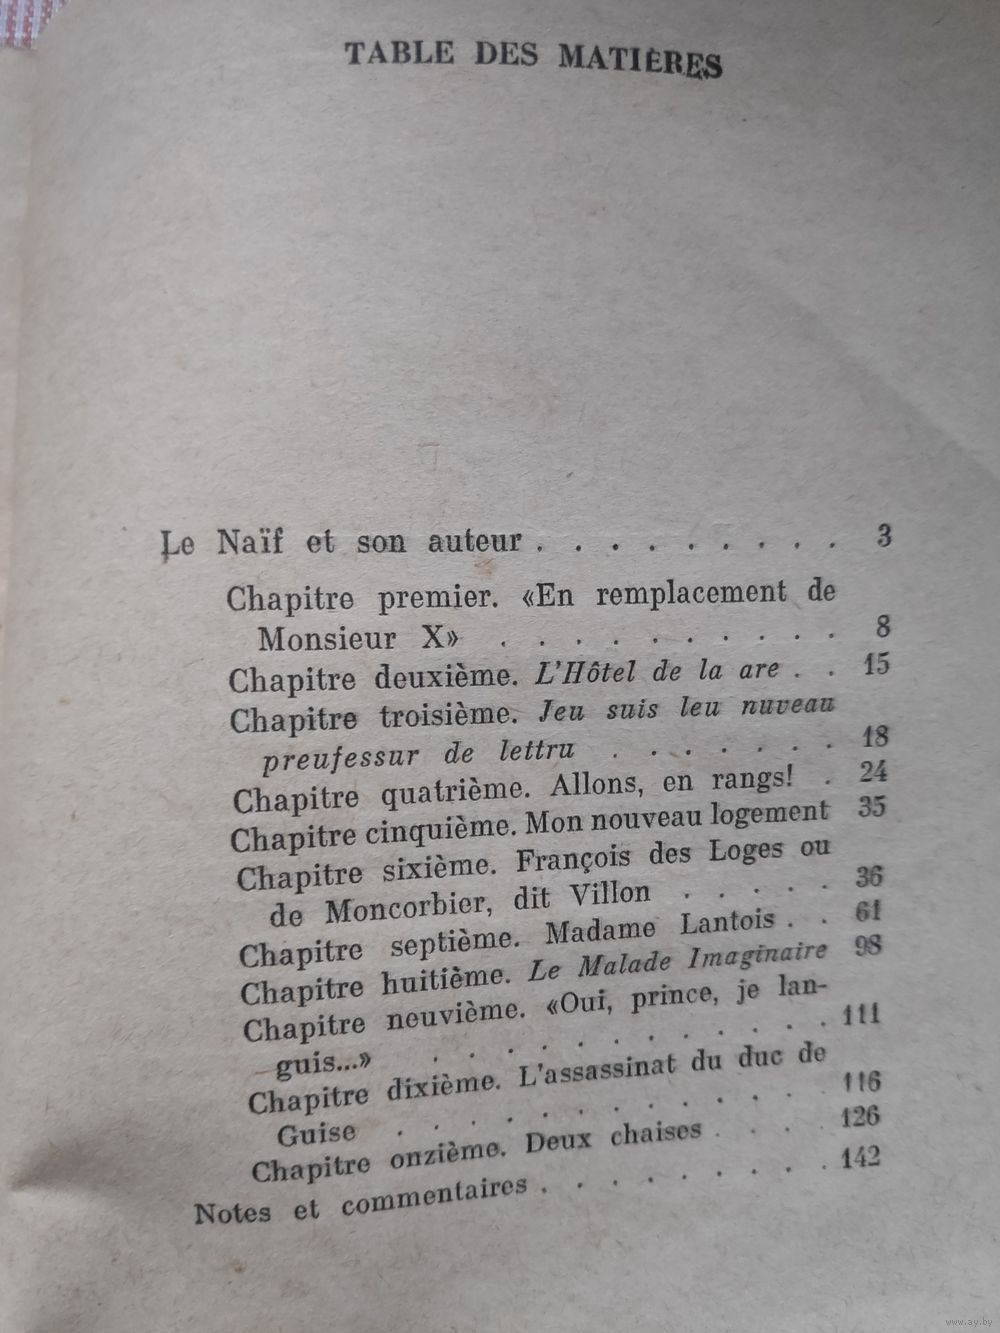 TABLE DES MATIÈRES
Le Naïf et son auteur . . . . . . . . . 3
Chapitre premier. «En remplacement de
Monsieur X» . . . . . . . . . . 8
Chapitre deuxième. L'Hôtel de la are . . 15
Chapitre troisième. Jeu suis leu nuveau
preufessur de lettru . . . . . . . 18
Chapitre quatrième. Allons, en rangs! . 24
Chapitre cinquième. Mon nouveau logement 35
Chapitre sixième. François des Loges ou
de Moncorbier, dit Villon . . . . . 36
Chapitre septième. Madame Lantois . . 61
Chapitre huitième. Le Malade Imaginaire 98
Chapitre neuvième. «Oui, prince, je lan-
guis...» . . . . . . . . . . . . 111
Chapitre dixième. L'assassinat du duc de
Guise . . . . . . . . . . . . 116
Chapitre onzième. Deux chaises . . . . 126
Notes et commentaires . . . . . . . . . 142
www.ay.by